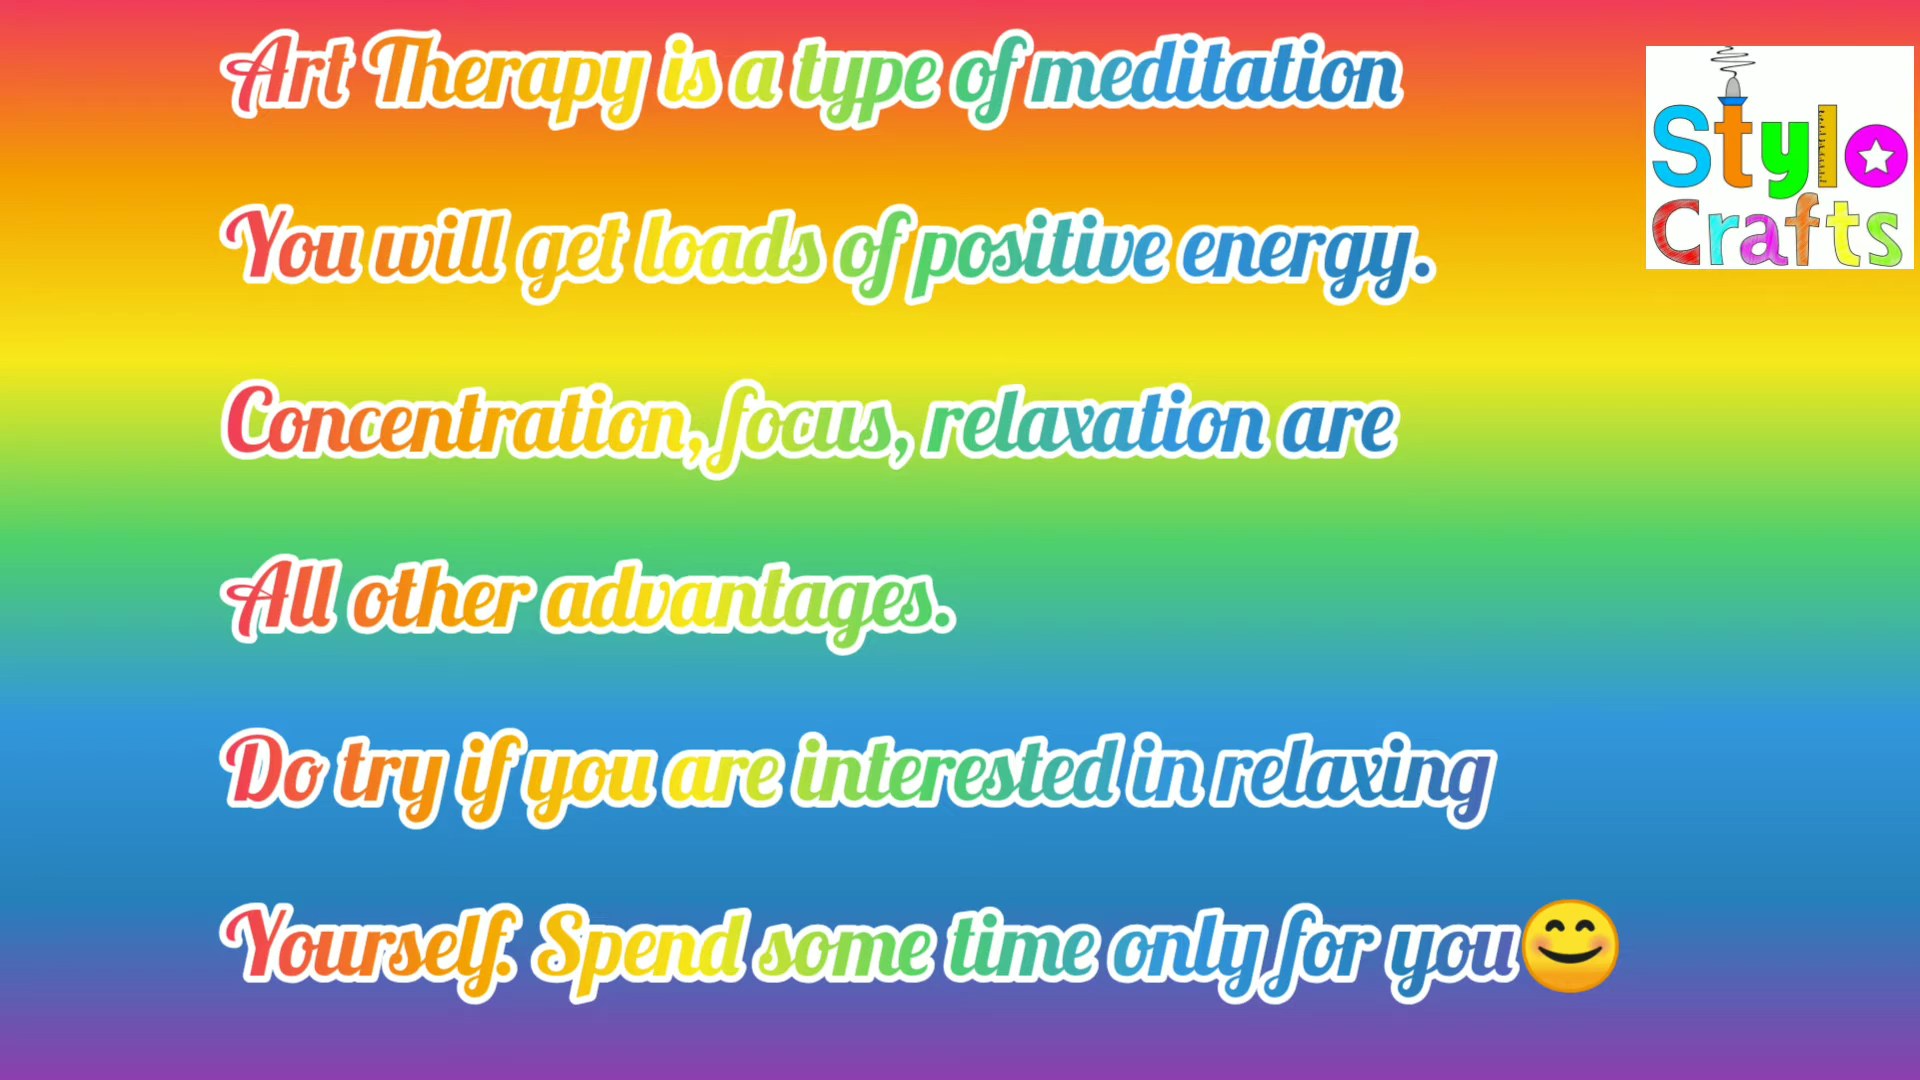 Art Therapy is a type of meditation
You will get loads of positive energy.
Concentration, focus, relaxation are
All other advantages.
Do try if you are interested in relaxing
Yourself. Spend some time only for you😊
Stylo
Crafts